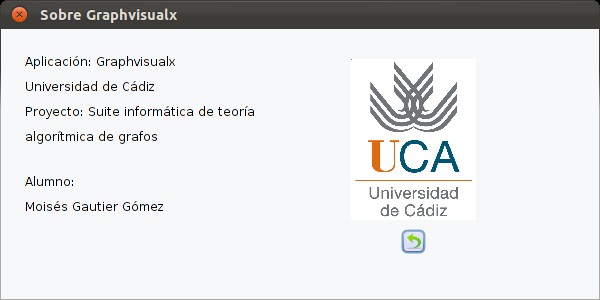 Sobre Graphvisualx
Aplicación: Graphvisualx
Universidad de Cádiz
Proyecto: Suite informática de teoría
algorítmica de grafos
Alumno:
Moisés Gautier Gómez
UCA
Universidad
de Cádiz